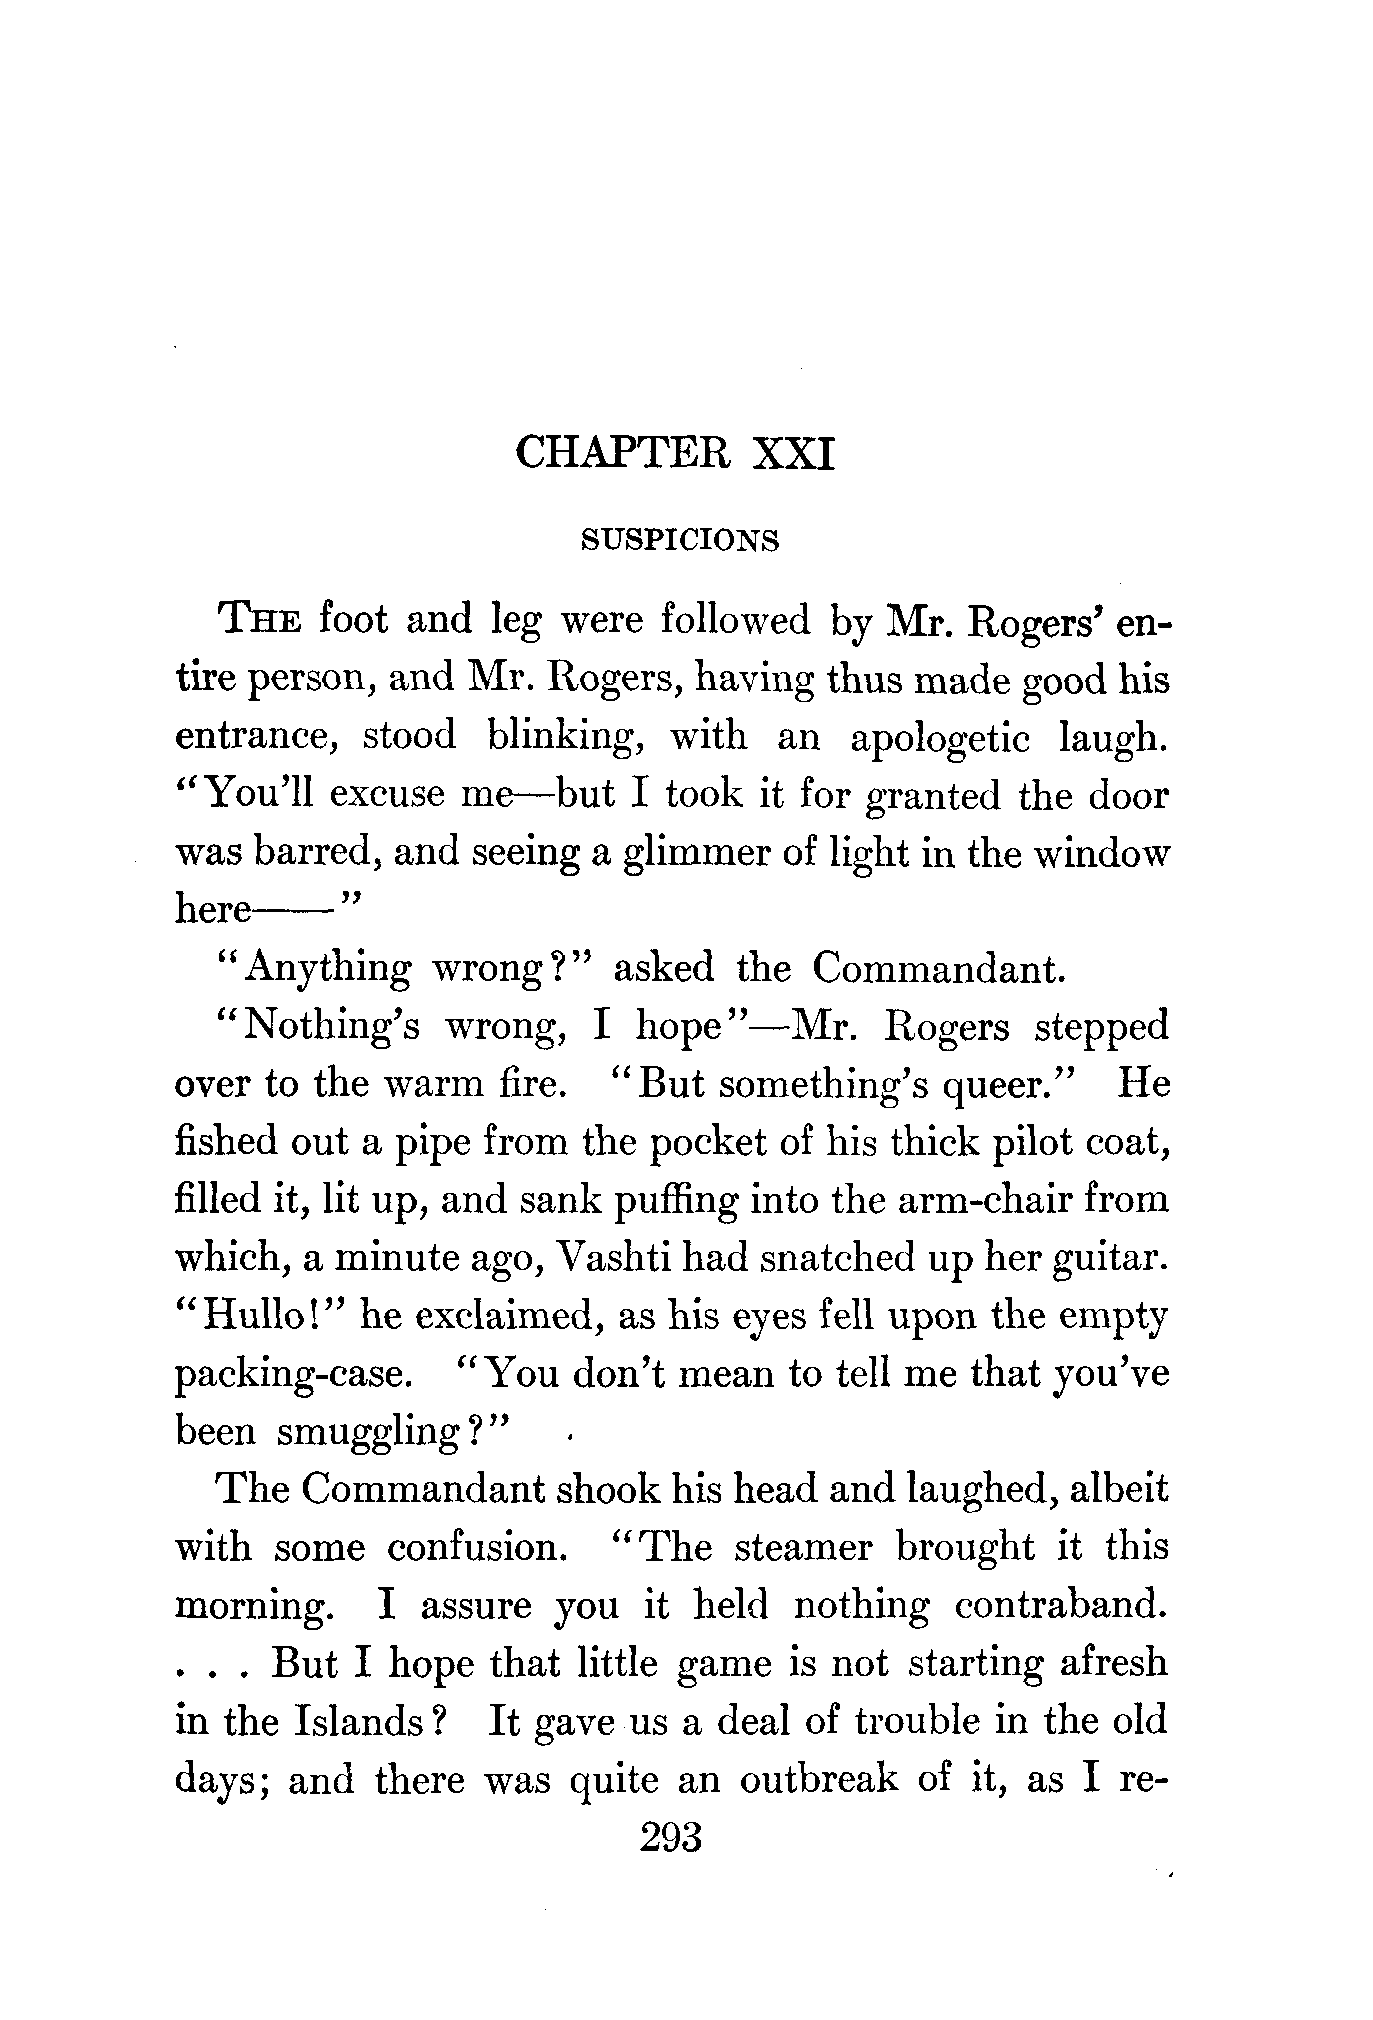 CHAPTER XXI
SUSPICIONS
THE foot and leg were followed by Mr. Rogers' en-
tire person, and Mr. Rogers, having thus made good his
entrance, stood blinking, with an apologetic laugh.
"You'll excuse me—but I took it for granted the door
was barred, and seeing a glimmer of light in the window
here——"
"Anything wrong?" asked the Commandant.
"Nothing's wrong, I hope"—Mr. Rogers stepped
over to the warm fire. "But something's queer." He
fished out a pipe from the pocket of his thick pilot coat,
filled it, lit up, and sank puffing into the arm-chair from
which, a minute ago, Vashti had snatched up her guitar.
"Hullo!" he exclaimed, as his eyes fell upon the empty
packing-case. "You don't mean to tell me that you've
been smuggling?"
The Commandant shook his head and laughed, albeit
with some confusion. "The steamer brought it this
morning. I assure you it held nothing contraband.
. . . But I hope that little game is not starting afresh
in the Islands? It gave us a deal of trouble in the old
days; and there was quite an outbreak of it, as I re-
293